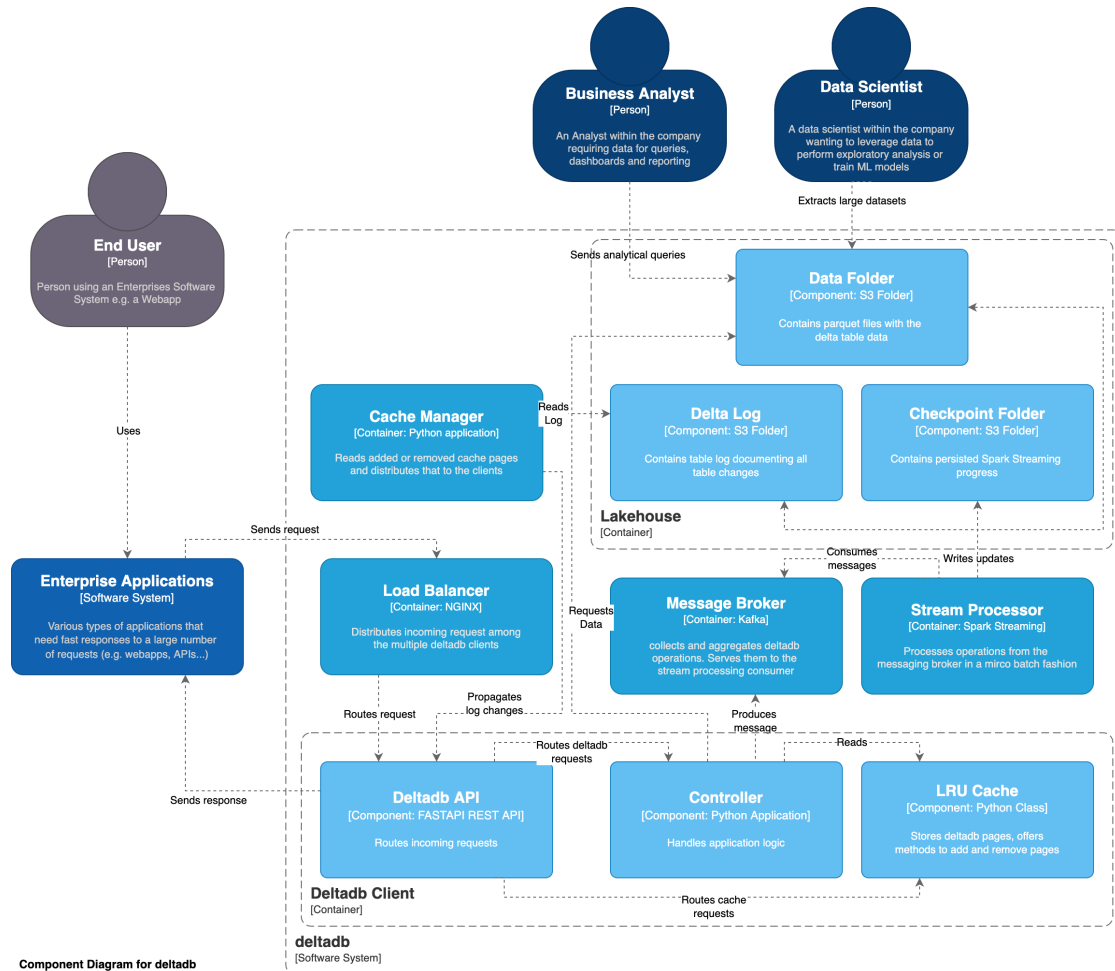 Business Analyst
[Person]
An Analyst within the company
requiring data for queries,
dashboards and reporting
Data Scientist
[Person]
A data scientist within the company
wanting to leverage data to
perform exploratory analysis or
train ML models
End User
[Person]
Person using an Enterprises Software
System e.g. a Webapp
Extracts large datasets
Sends analytical queries
Data Folder
[Component: S3 Folder]
Contains parquet files with the
delta table data
Cache Manager
[Container: Python application]
Reads added or removed cache pages
and distributes that to the clients
Reads
Log
Delta Log
[Component: S3 Folder]
Contains table log documenting all
table changes
Checkpoint Folder
[Component: S3 Folder]
Contains persisted Spark Streaming
progress
Lakehouse
[Container]
Uses
Sends request
Consumes
messages
Writes updates
Enterprise Applications
[Software System]
Various types of applications that
need fast responses to a large number
of requests (e.g. webapps, APIs...)
Load Balancer
[Container: NGINX]
Distributes incoming request among
the multiple deltadb clients
Requests
Data
Message Broker
[Container: Kafka]
collects and aggregates deltadb
operations. Serves them to the
stream processing consumer
Stream Processor
[Container: Spark Streaming]
Processes operations from the
messaging broker in a mirco batch fashion
Routes request
Propagates
log changes
Produces
message
Routes deltadb
requests
Reads
Sends response
Deltadb API
[Component: FASTAPI REST API]
Routes incoming requests
Controller
[Component: Python Application]
Handles application logic
LRU Cache
[Component: Python Class]
Stores deltadb pages, offers
methods to add and remove pages
Routes cache
requests
Deltadb Client
[Container]
deltadb
[Software System]
Component Diagram for deltadb